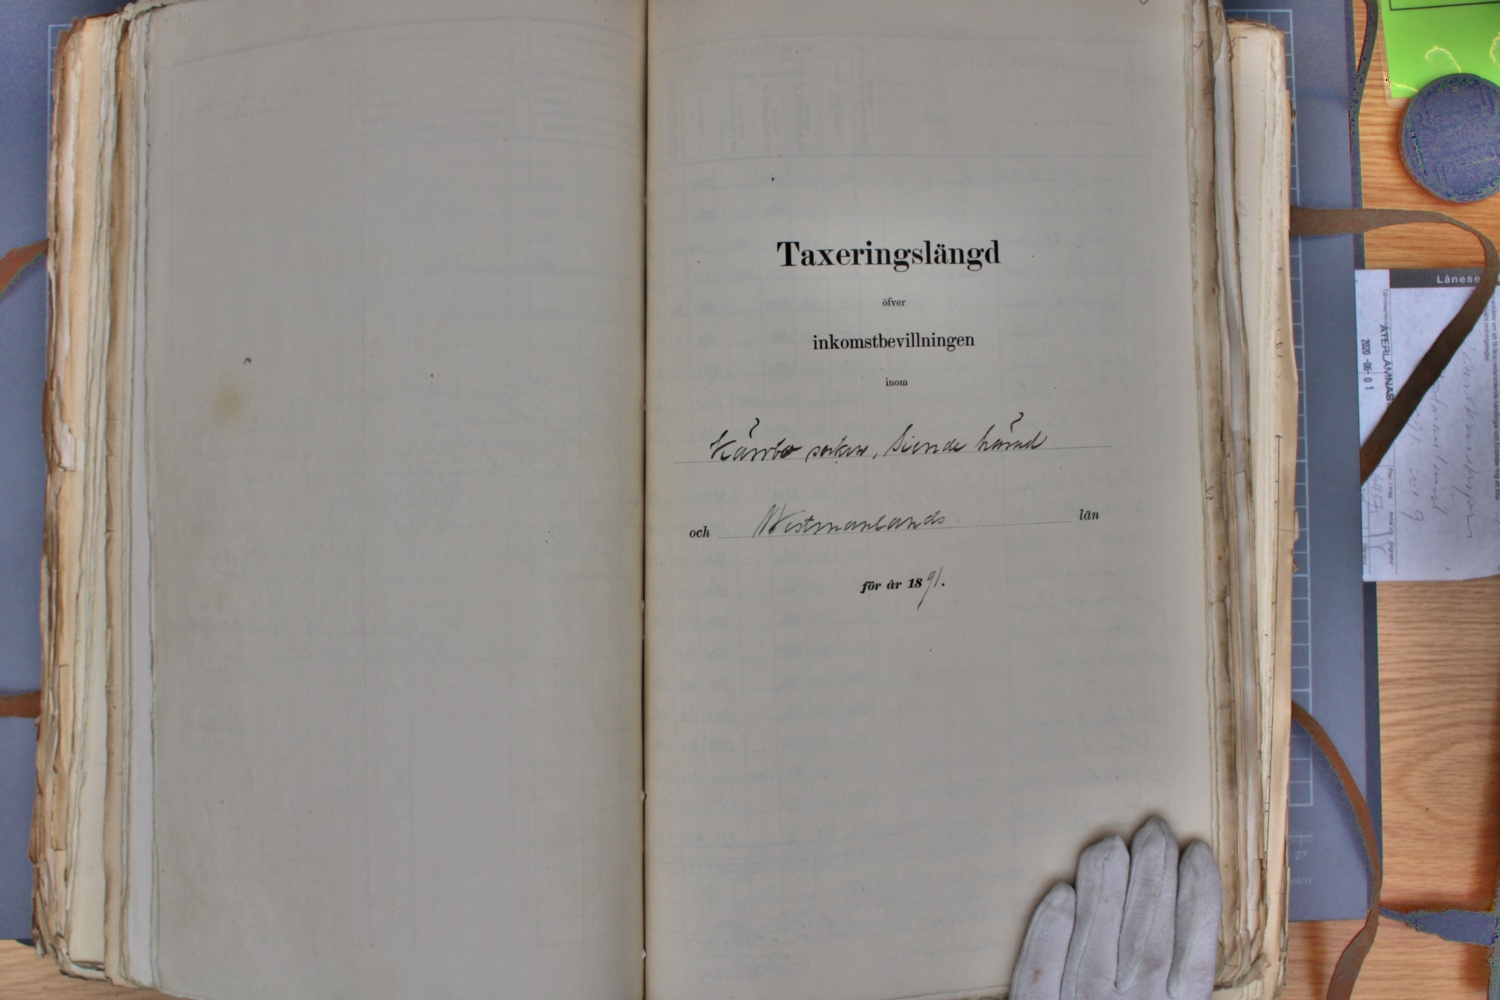 Taxeringslängd
öfver
inkomstbevillningen
inom
Kärrbo socken, Siende härad
och Westmanlands län
för år 1891.
Lånese
ÅTERLÄMNAS
2020-06-01
27